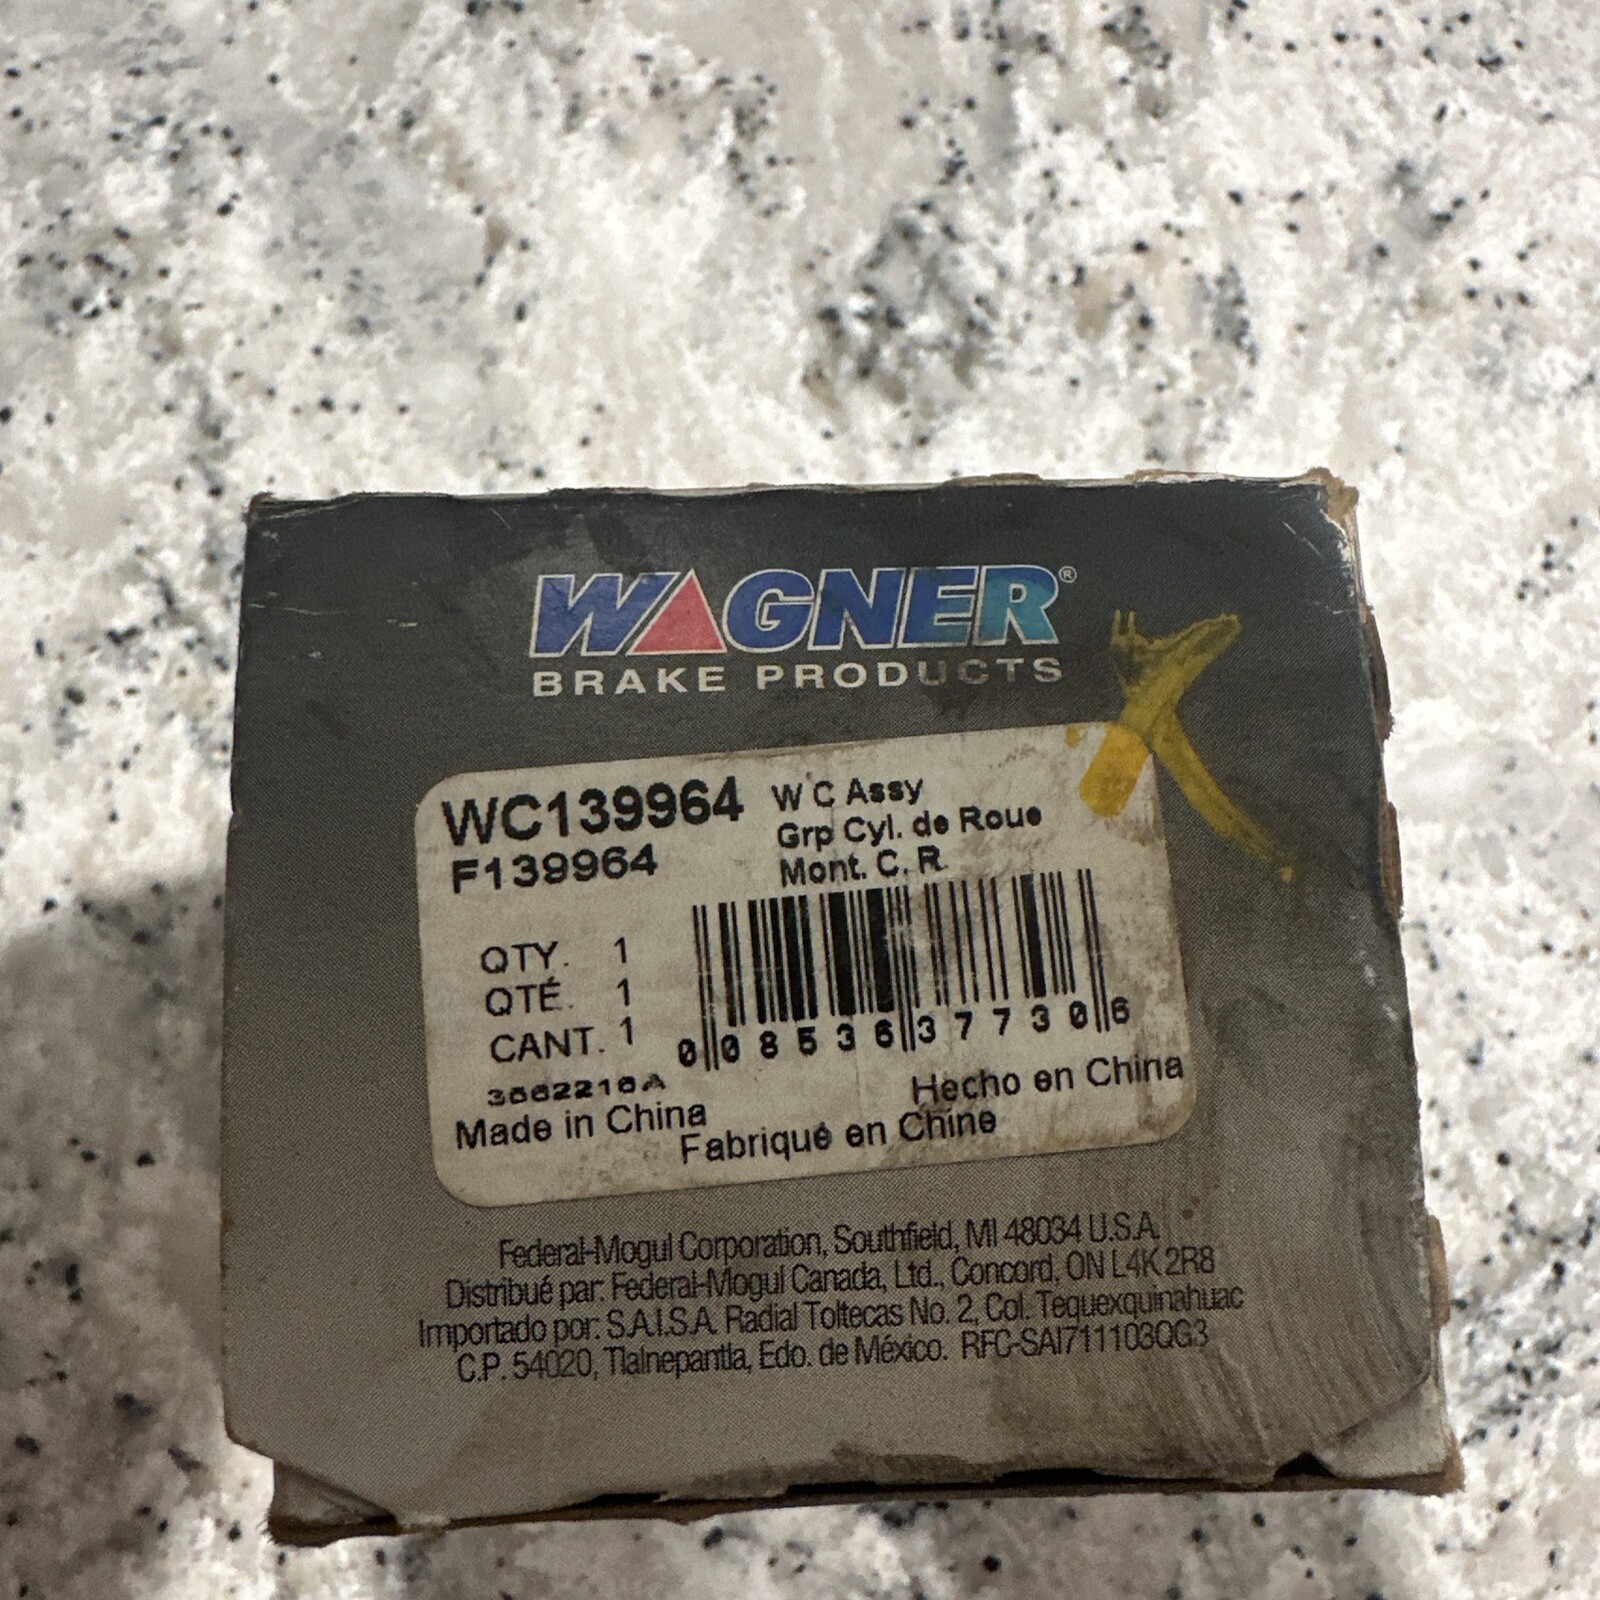 WAGNER®
BRAKE PRODUCTS
WC139964
F139964
W C Assy
Grp Cyl. de Roue
Mont. C. R.
QTY. 1
QTÉ. 1
CANT. 1
0 08536 37730 6
3662216A
Made in China
Hecho en China
Fabriqué en Chine
Federal-Mogul Corporation, Southfield, MI 48034 U.S.A.
Distribué par: Federal-Mogul Canada, Ltd., Concord, ON L4K 2R8
Importado por: S.A.I.S.A. Radial Toltecas No. 2, Col. Tequexquinahuac
C.P. 54020, Tlalnepantla, Edo. de México. RFC-SAI711103QG3